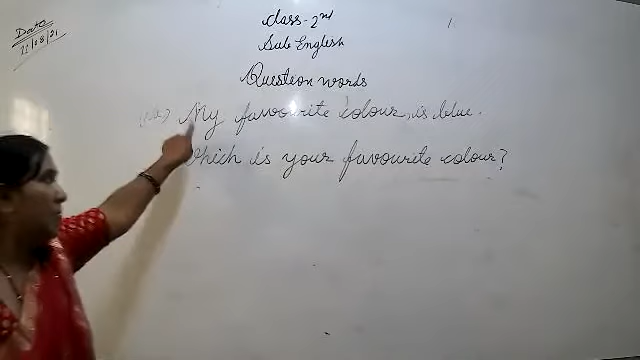 Date
11/08/21
Class-2nd
Sub English
Question words
My favourite colour, is blue.
Which is your favourite colour?